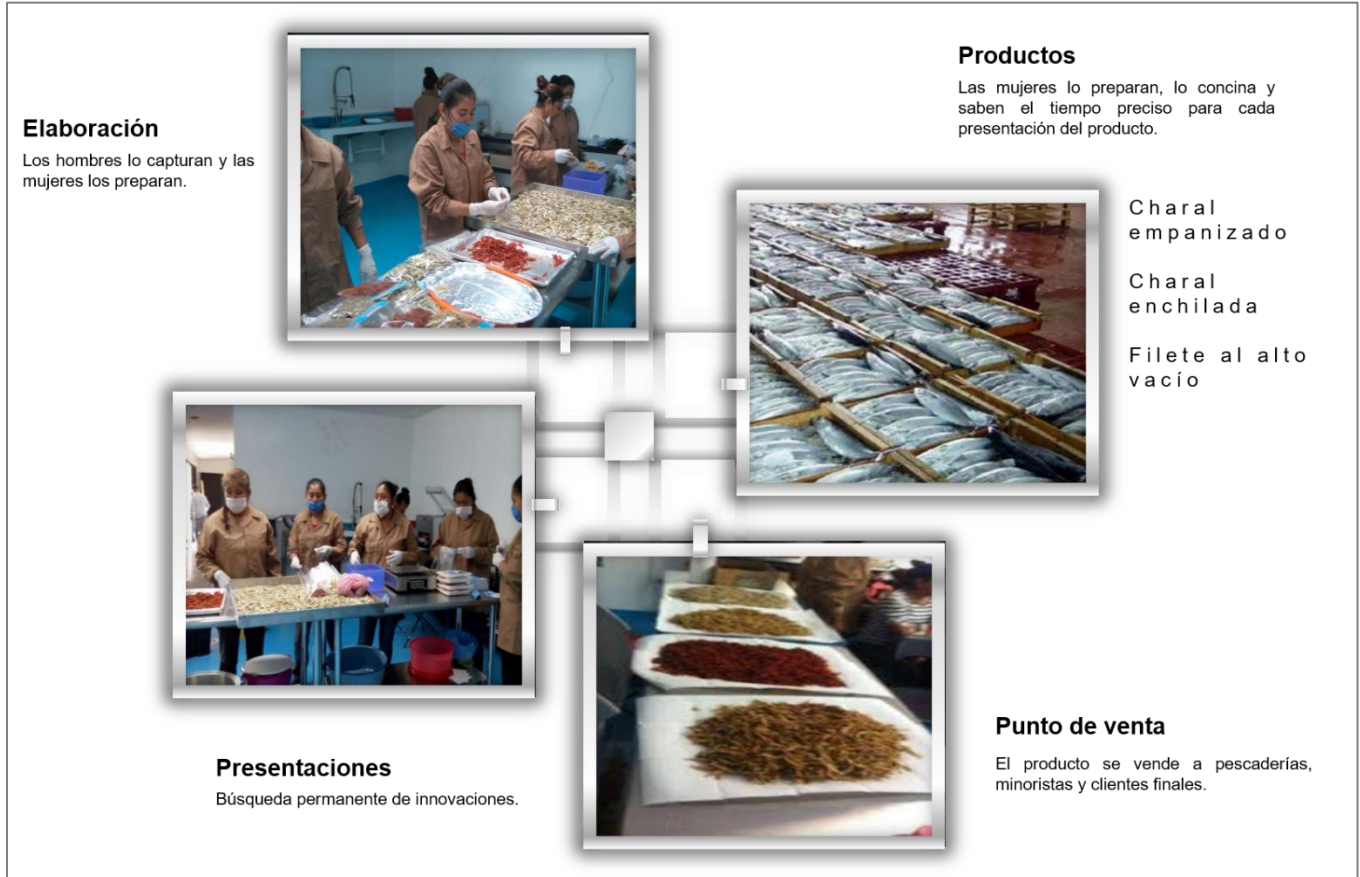 Elaboración
Los hombres lo capturan y las
mujeres los preparan.
Productos
Las mujeres lo preparan, lo concina y
saben el tiempo preciso para cada
presentación del producto.
Charal
empanizado
Charal
enchilada
Filete al alto
vacío
Presentaciones
Búsqueda permanente de innovaciones.
Punto de venta
El producto se vende a pescaderías,
minoristas y clientes finales.